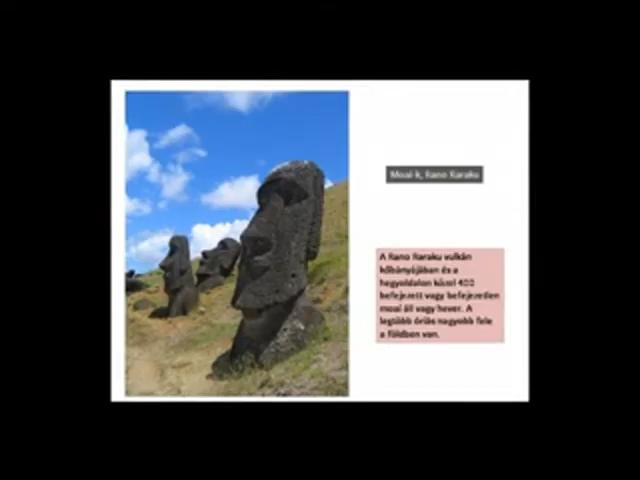 Moai-k, Rano Raraku
A Rano Raraku vulkán
kőbányájában és a
hegyoldalon közel 400
befejezett vagy befejezetlen
moai áll vagy hever. A
legtöbb óriás nagyobb fele
a földben van.